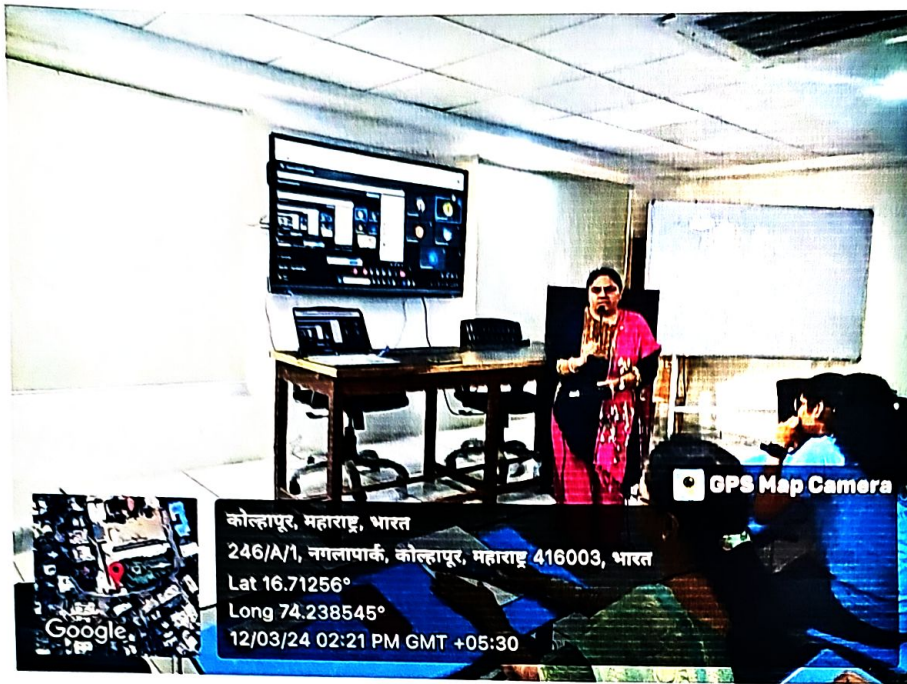 GPS Map Camera
कोल्हापूर, महाराष्ट्र, भारत
246/A/1, नगलापार्क, कोल्हापूर, महाराष्ट्र 416003, भारत
Lat 16.71256°
Long 74.238545°
12/03/24 02:21 PM GMT +05:30
Google